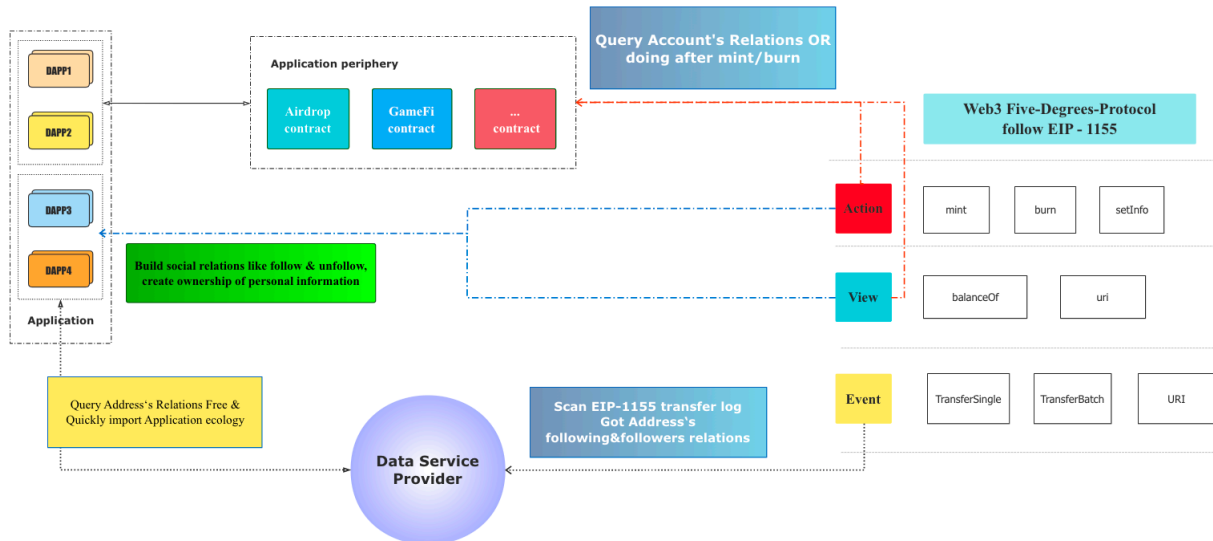 DAPP1
DAPP2
DAPP3
DAPP4
Application
Application periphery
Airdrop
contract
GameFi
contract
...
contract
Query Account's Relations OR
doing after mint/burn
Web3 Five-Degrees-Protocol
follow EIP - 1155
Action
mint
burn
setInfo
Build social relations like follow & unfollow,
create ownership of personal information
View
balanceOf
uri
Event
TransferSingle
TransferBatch
URI
Query Address‘s Relations Free &
Quickly import Application ecology
Scan EIP-1155 transfer log
Got Address‘s
following&followers relations
Data Service
Provider